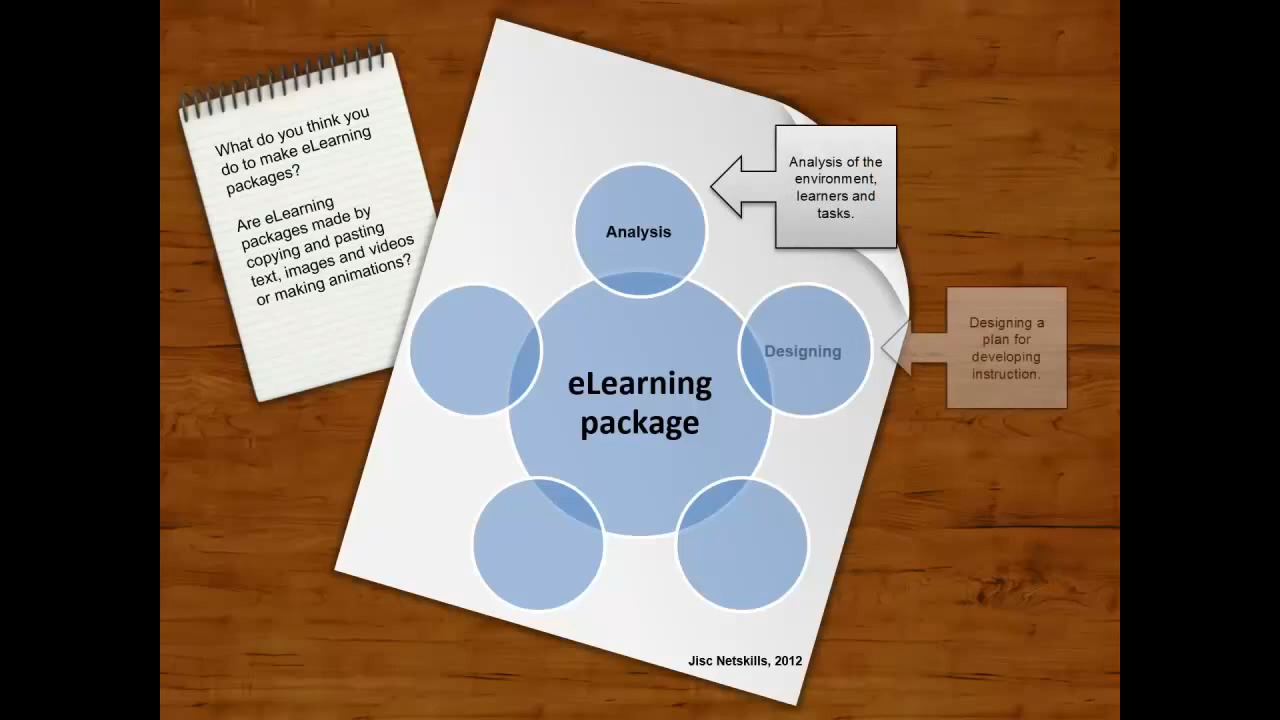 What do you think you
do to make eLearning
packages?
Are eLearning
packages made by
copying and pasting
text, images and videos
or making animations?
Analysis
Analysis of the
environment,
learners and
tasks.
Designing
Designing a
plan for
developing
instruction.
eLearning
package
Jisc Netskills, 2012